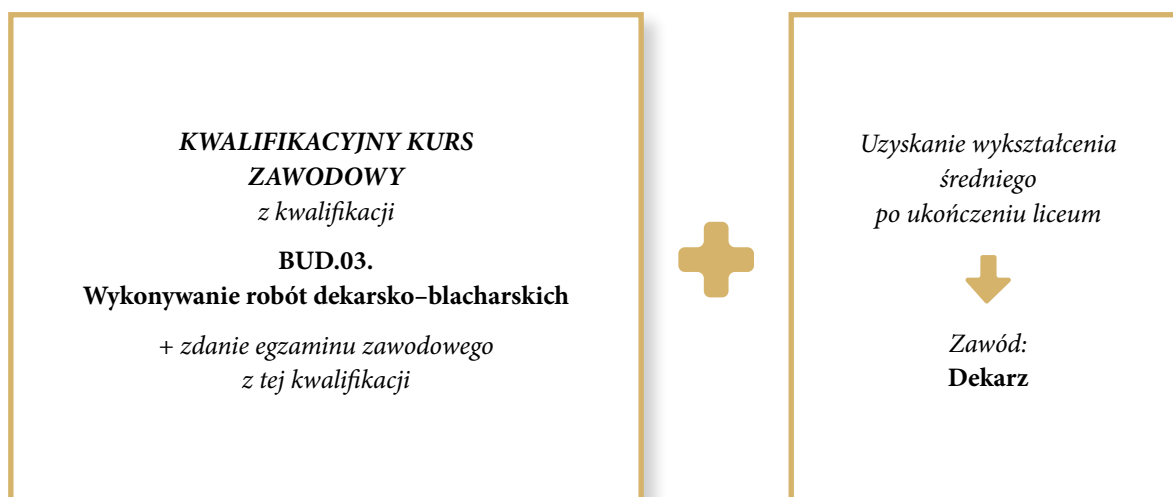 KWALIFIKACYJNY KURS
ZAWODOWY
z kwalifikacji
BUD.03.
Wykonywanie robót dekarsko–blacharskich
+ zdanie egzaminu zawodowego
z tej kwalifikacji
Uzyskanie wykształcenia
średniego
po ukończeniu liceum
Zawód:
Dekarz